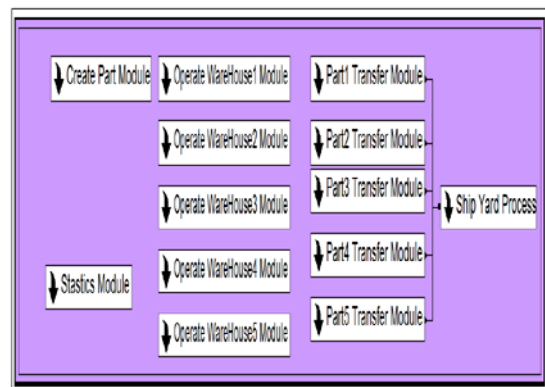 Create Part Module
Operate WareHouse1 Module
Part1 Transfer Module
Operate WareHouse2 Module
Part2 Transfer Module
Part3 Transfer Module
Operate WareHouse3 Module
Ship Yard Process
Operate WareHouse4 Module
Part4 Transfer Module
Stastics Module
Operate WareHouse5 Module
Part5 Transfer Module